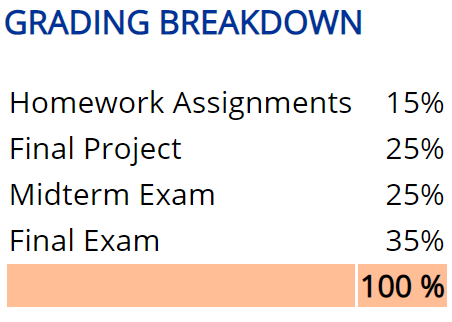 GRADING BREAKDOWN
Homework Assignments 15%
Final Project 25%
Midterm Exam 25%
Final Exam 35%
100 %